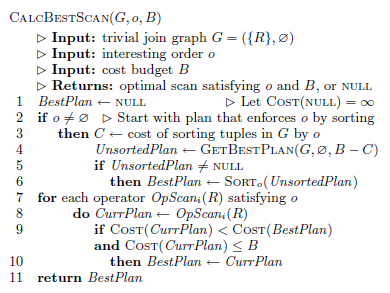 CALCBESTSCAN(G, o, B)
▷ Input: trivial join graph G = ({R}, ∅)
▷ Input: interesting order o
▷ Input: cost budget B
▷ Returns: optimal scan satisfying o and B, or NULL
1 BestPlan ← NULL ▷ Let COST(NULL) = ∞
2 if o ≠ ∅ ▷ Start with plan that enforces o by sorting
3 then C ← cost of sorting tuples in G by o
4 UnsortedPlan ← GETBESTPLAN(G, ∅, B − C)
5 if UnsortedPlan ≠ NULL
6 then BestPlan ← SORTₒ(UnsortedPlan)
7 for each operator OpScanᵢ(R) satisfying o
8 do CurrPlan ← OpScanᵢ(R)
9 if COST(CurrPlan) < COST(BestPlan)
and COST(CurrPlan) ≤ B
10 then BestPlan ← CurrPlan
11 return BestPlan